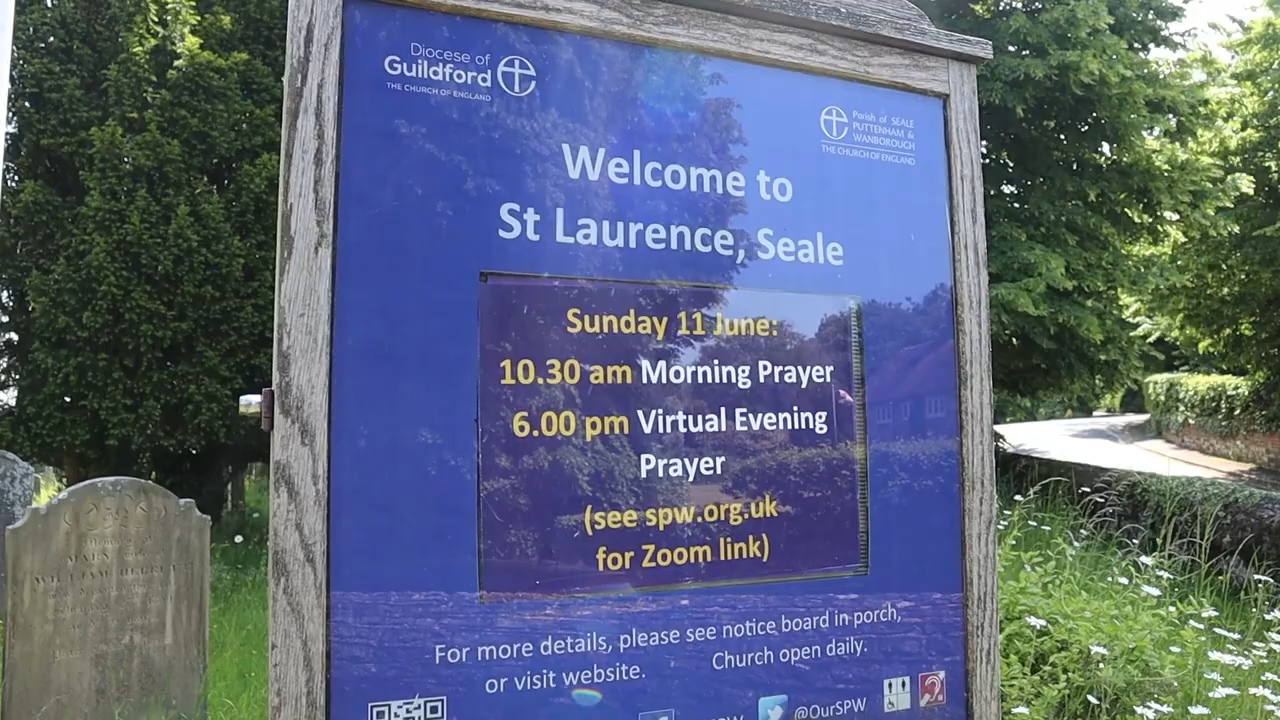 Diocese of
Guildford
THE CHURCH OF ENGLAND
Parish of SEALE
PUTTENHAM &
WANBOROUGH
THE CHURCH OF ENGLAND
Welcome to
St Laurence, Seale
Sunday 11 June:
10.30 am Morning Prayer
6.00 pm Virtual Evening
Prayer
(see spw.org.uk
for Zoom link)
For more details, please see notice board in porch,
or visit website. Church open daily.
@OurSPW
MARY
WILLIAM